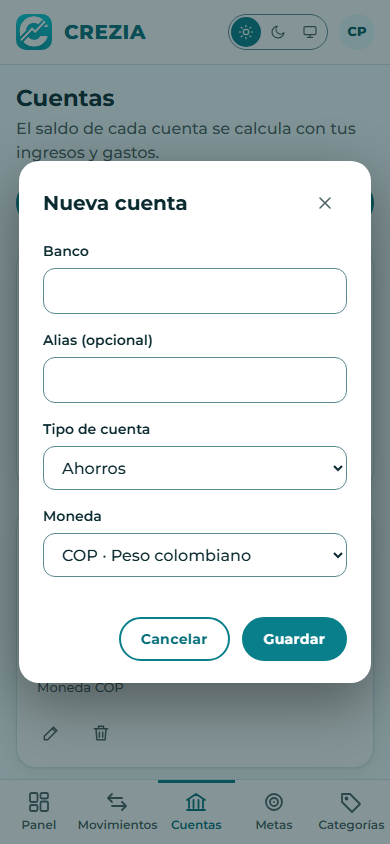 CREZIA
CP
Cuentas
El saldo de cada cuenta se calcula con tus
ingresos y gastos.
Nueva cuenta
Banco
Alias (opcional)
Tipo de cuenta
Ahorros
Moneda
COP · Peso colombiano
Cancelar
Guardar
Moneda COP
Panel
Movimientos
Cuentas
Metas
Categorías